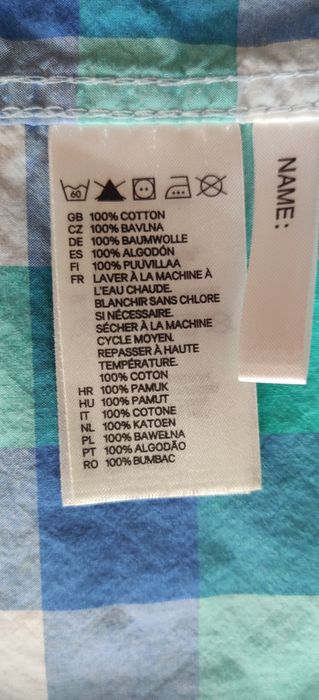 60
GB 100% COTTON
CZ 100% BAVLNA
DE 100% BAUMWOLLE
ES 100% ALGODÓN
FI 100% PUUVILLAA
FR LAVER À LA MACHINE À
L'EAU CHAUDE.
BLANCHIR SANS CHLORE
SI NÉCESSAIRE.
SÉCHER À LA MACHINE
CYCLE MOYEN.
REPASSER À HAUTE
TEMPÉRATURE.
100% COTON
HR 100% PAMUK
HU 100% PAMUT
IT 100% COTONE
NL 100% KATOEN
PL 100% BAWEŁNA
PT 100% ALGODÃO
RO 100% BUMBAC
NAME: